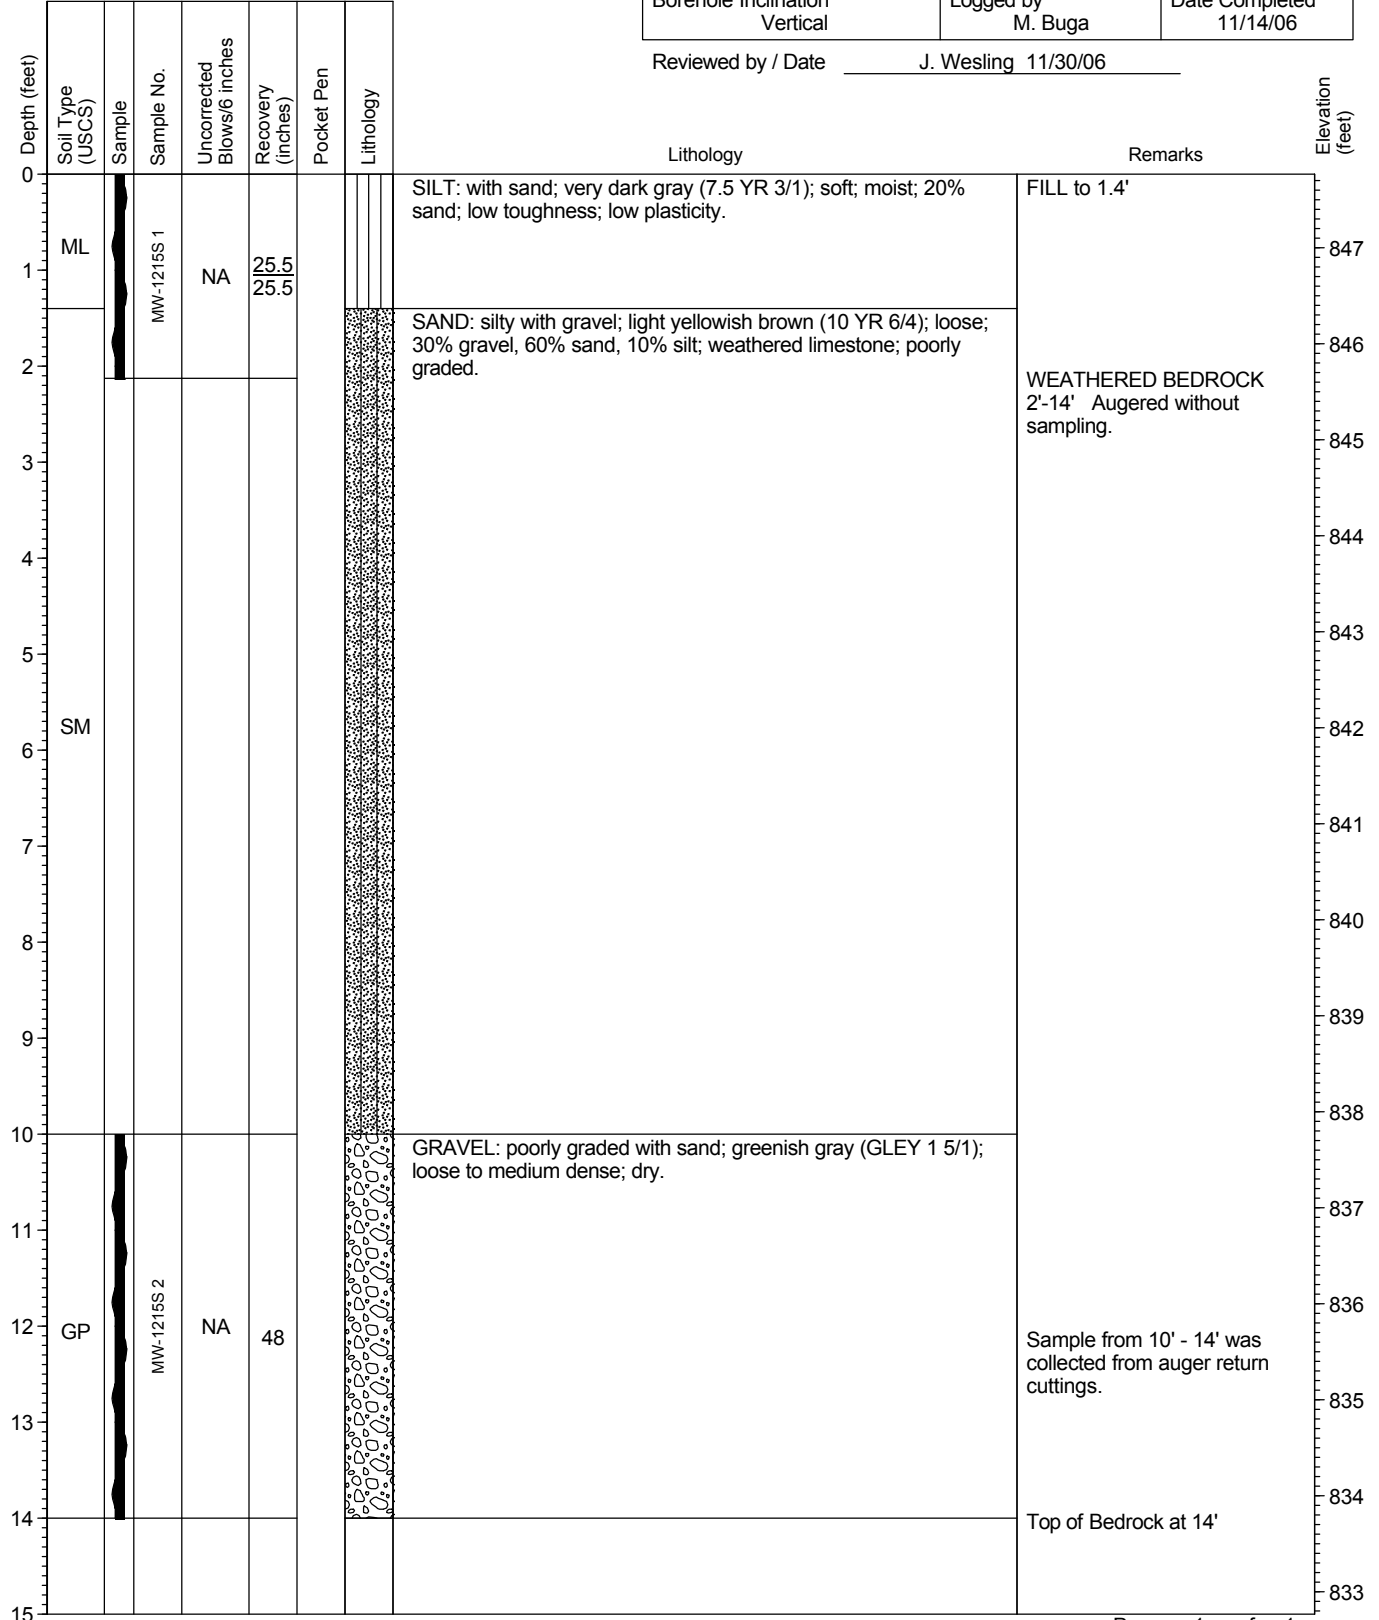 Borehole Inclination
Vertical
Logged by
M. Buga
Date Completed
11/14/06
Reviewed by / Date
J. Wesling 11/30/06
Depth (feet)
Soil Type
(USCS)
Sample
Sample No.
Uncorrected
Blows/6 inches
Recovery
(inches)
Pocket Pen
Lithology
Lithology
Remarks
Elevation
(feet)
0
SILT: with sand; very dark gray (7.5 YR 3/1); soft; moist; 20%
sand; low toughness; low plasticity.
FILL to 1.4'
ML
MW-1215S 1
NA
25.5
25.5
847
1
SAND: silty with gravel; light yellowish brown (10 YR 6/4); loose;
30% gravel, 60% sand, 10% silt; weathered limestone; poorly
graded.
846
2
WEATHERED BEDROCK
2'-14' Augered without
sampling.
845
3
844
4
843
5
SM
842
6
841
7
840
8
839
9
838
10
GRAVEL: poorly graded with sand; greenish gray (GLEY 1 5/1);
loose to medium dense; dry.
837
11
836
12
GP
MW-1215S 2
NA
48
Sample from 10' - 14' was
collected from auger return
cuttings.
835
13
834
14
Top of Bedrock at 14'
833
15